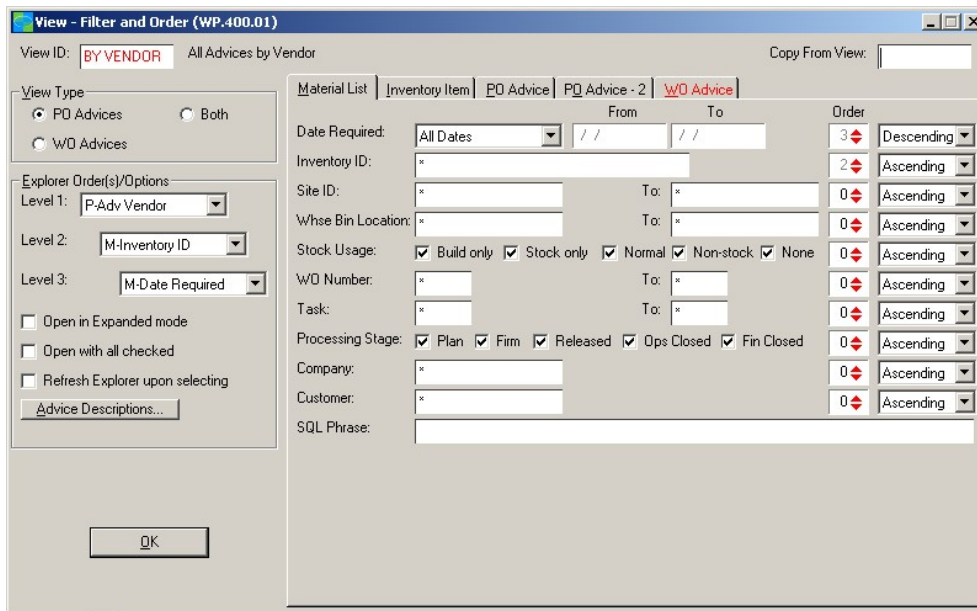 View - Filter and Order (WP.400.01)
View ID: BY VENDOR All Advices by Vendor Copy From View:
View Type
PO Advices Both
WO Advices
Explorer Order(s)/Options
Level 1: P-Adv Vendor
Level 2: M-Inventory ID
Level 3: M-Date Required
Open in Expanded mode
Open with all checked
Refresh Explorer upon selecting
Advice Descriptions...
OK
Material List Inventory Item PO Advice PO Advice - 2 WO Advice
From To Order
Date Required: All Dates / / / / 3 Descending
Inventory ID: * 2 Ascending
Site ID: * To: * 0 Ascending
Whse Bin Location: * To: * 0 Ascending
Stock Usage: Build only Stock only Normal Non-stock None 0 Ascending
WO Number: * To: * 0 Ascending
Task: * To: * 0 Ascending
Processing Stage: Plan Firm Released Ops Closed Fin Closed 0 Ascending
Company: * 0 Ascending
Customer: * 0 Ascending
SQL Phrase: